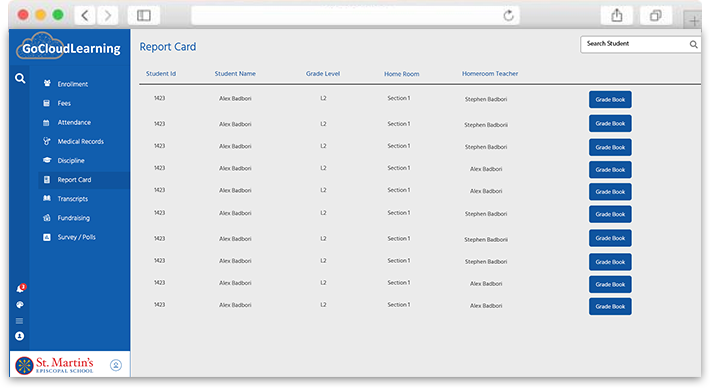 GoCloudLearning
Report Card
Search Student
Student Id Student Name Grade Level Home Room Homeroom Teacher
Enrollment
Fees
Attendance
Medical Records
Discipline
Report Card
Transcripts
Fundraising
Survey / Polls
1423 Alex Badbori L2 Section 1 Stephen Badbori Grade Book
1423 Alex Badbori L2 Section 1 Stephen Badborii Grade Book
1423 Alex Badbori L2 Section 1 Stephen Badbori Grade Book
1423 Alex Badbori L2 Section 1 Alex Badbori Grade Book
1423 Alex Badbori L2 Section 1 Alex Badbori Grade Book
1423 Alex Badbori L2 Section 1 Stephen Badbori Grade Book
1423 Alex Badbori L2 Section 1 Stephen Badborii Grade Book
1423 Alex Badbori L2 Section 1 Stephen Badbori Grade Book
1423 Alex Badbori L2 Section 1 Alex Badbori Grade Book
1423 Alex Badbori L2 Section 1 Alex Badbori Grade Book
St. Martin's
EPISCOPAL SCHOOL